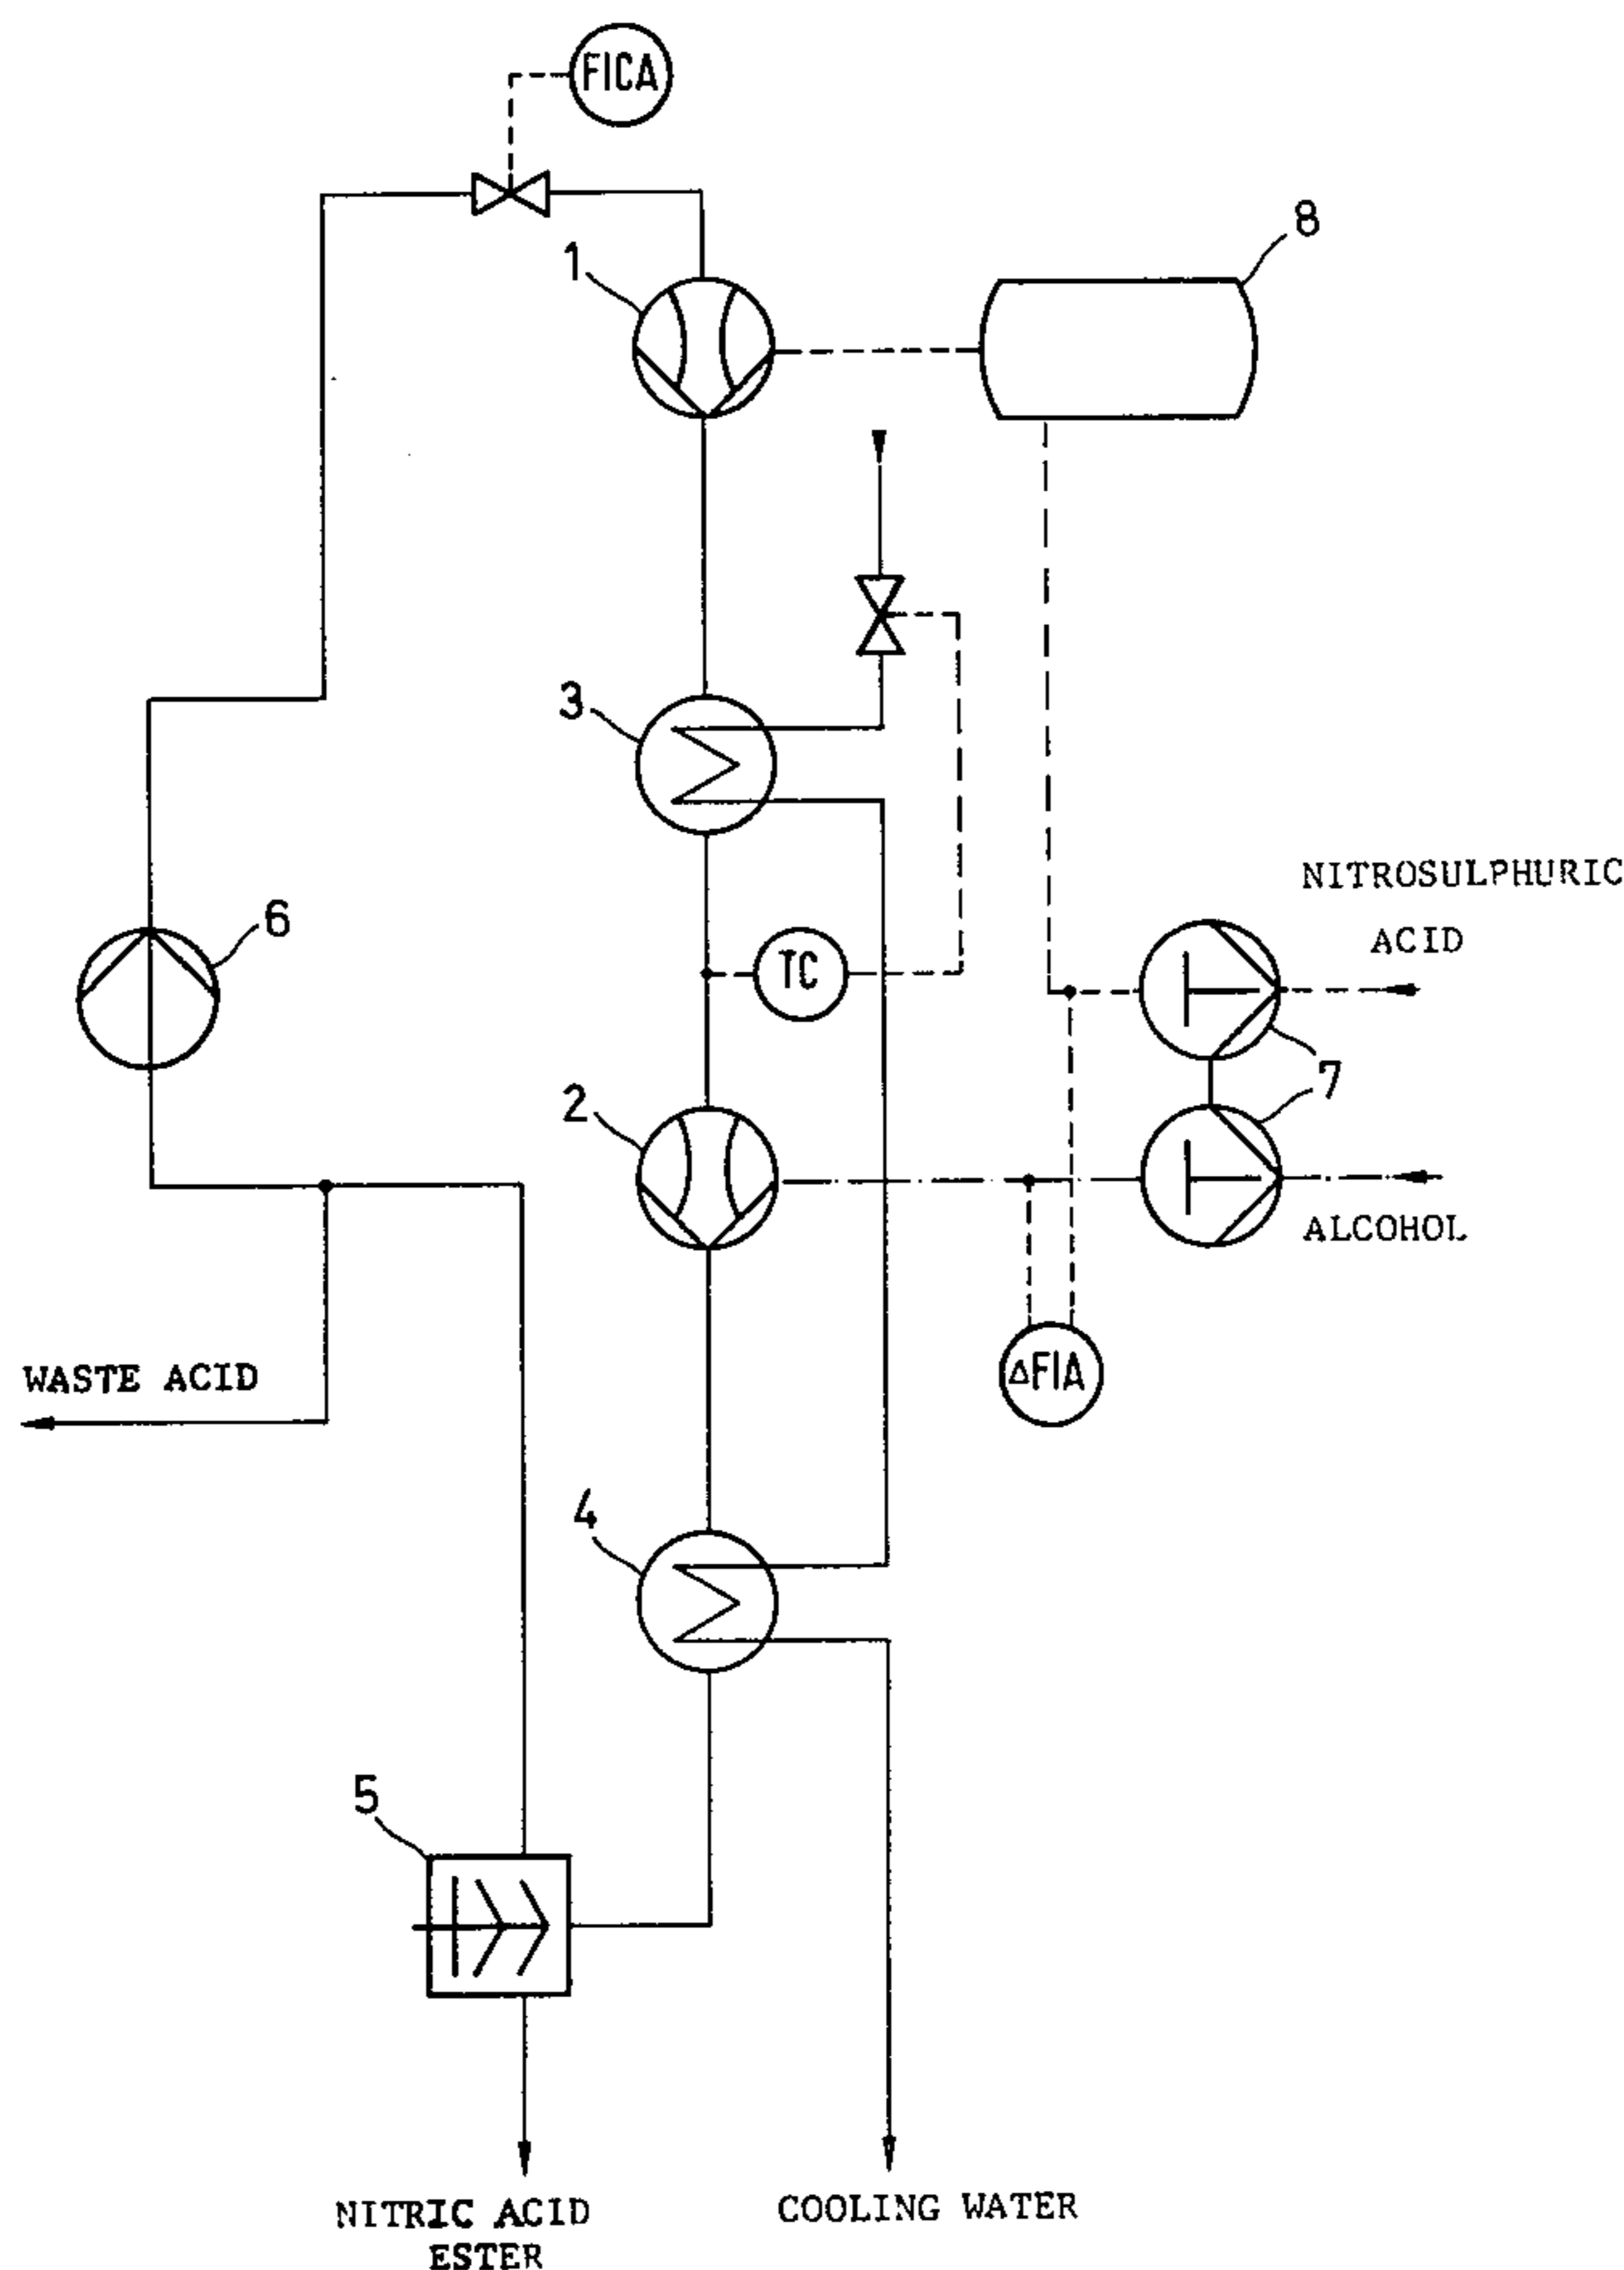 FICA
8
1
3
NITROSULPHURIC
ACID
6
TC
7
2
ALCOHOL
WASTE ACID
ΔFIA
4
5
NITRIC ACID
ESTER
COOLING WATER